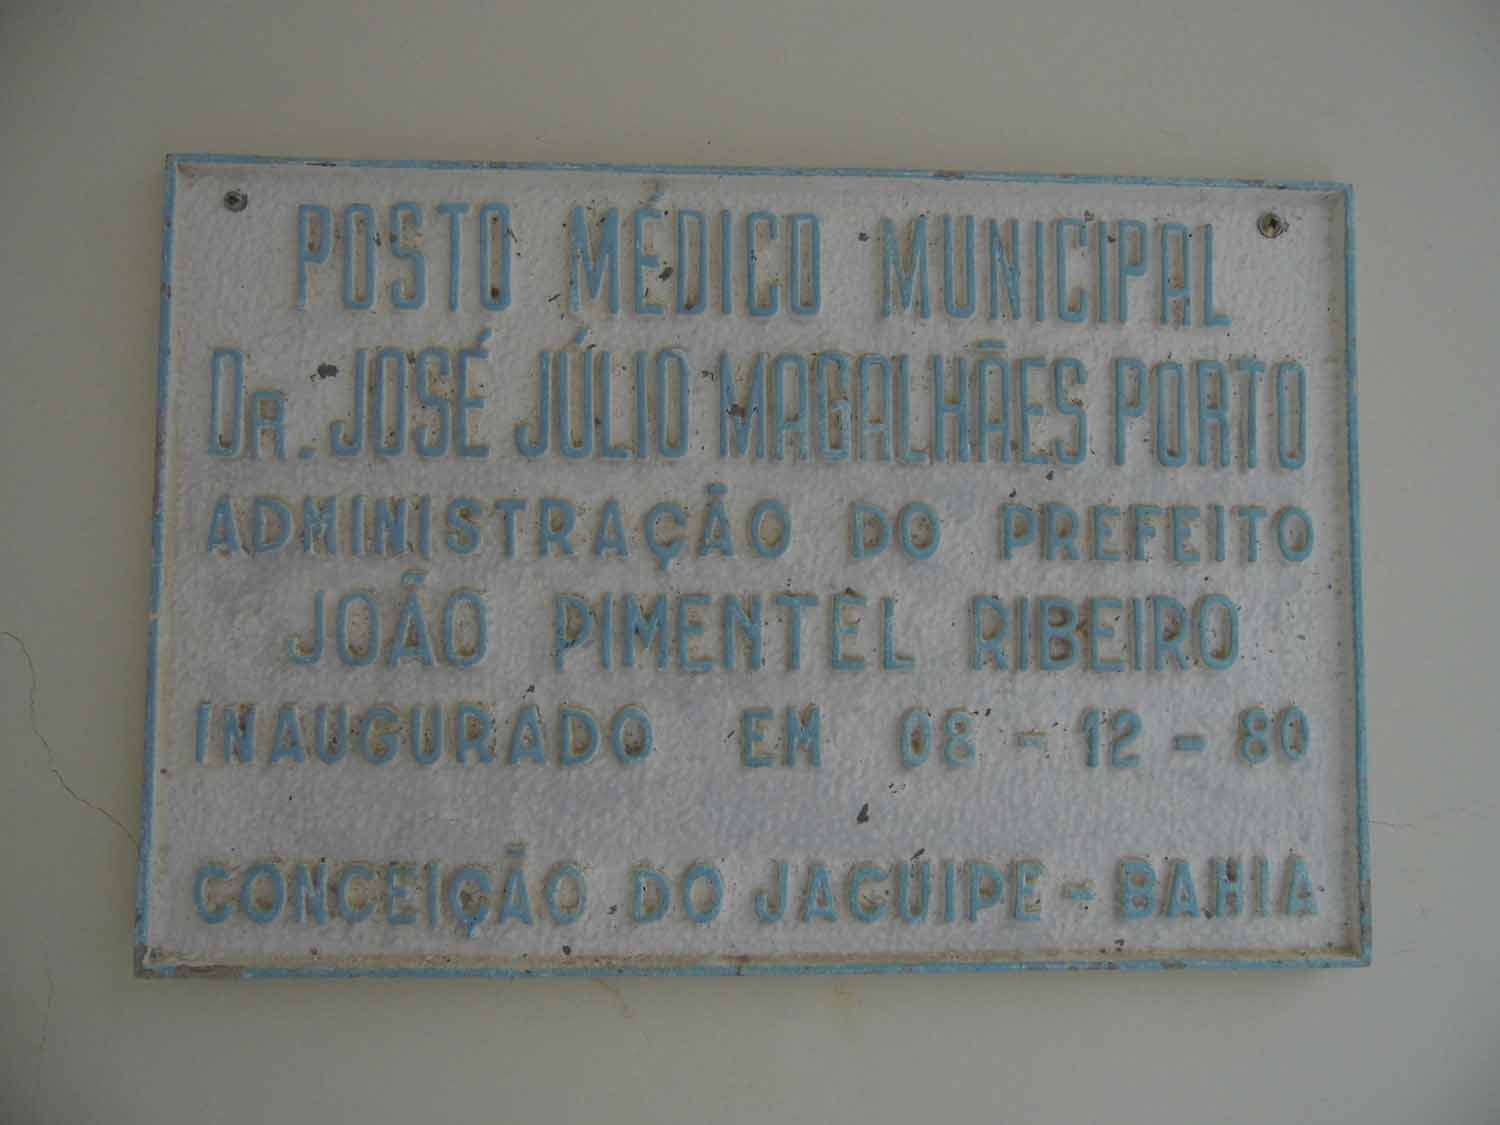 POSTO MÉDICO MUNICIPAL
DR. JOSÉ JÚLIO MAGALHÃES PORTO
ADMINISTRAÇÃO DO PREFEITO
JOÃO PIMENTEL RIBEIRO
INAUGURADO EM 08 - 12 - 80
CONCEIÇÃO DO JACUÍPE - BAHIA